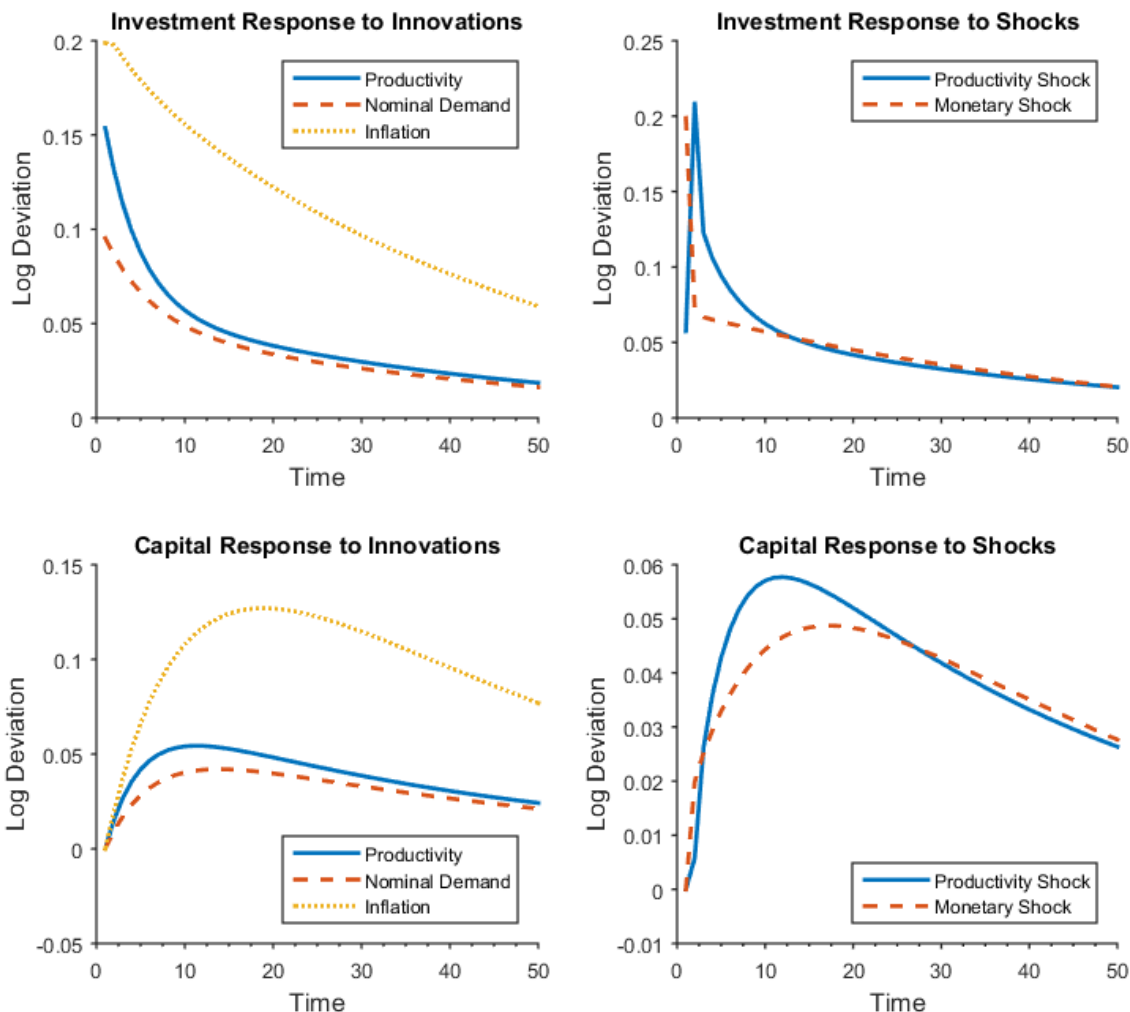 Investment Response to Innovations
0.2
0.15
0.1
0.05
0
Log Deviation
Productivity
Nominal Demand
Inflation
0 10 20 30 40 50
Time
Investment Response to Shocks
0.25
0.2
0.15
0.1
0.05
0
Log Deviation
Productivity Shock
Monetary Shock
0 10 20 30 40 50
Time
Capital Response to Innovations
0.15
0.1
0.05
0
-0.05
Log Deviation
Productivity
Nominal Demand
Inflation
0 10 20 30 40 50
Time
Capital Response to Shocks
0.06
0.05
0.04
0.03
0.02
0.01
0
-0.01
Log Deviation
Productivity Shock
Monetary Shock
0 10 20 30 40 50
Time